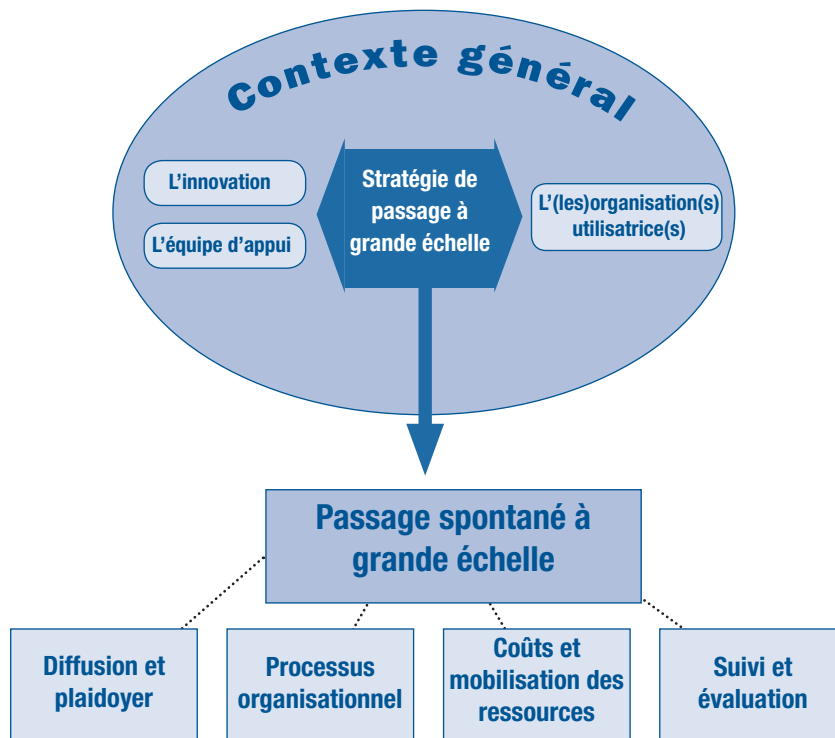 Contexte général
L'innovation
L'équipe d'appui
Stratégie de
passage à
grande échelle
L'(les)organisation(s)
utilisatrice(s)
Passage spontané à
grande échelle
Diffusion et
plaidoyer
Processus
organisationnel
Coûts et
mobilisation des
ressources
Suivi et
évaluation